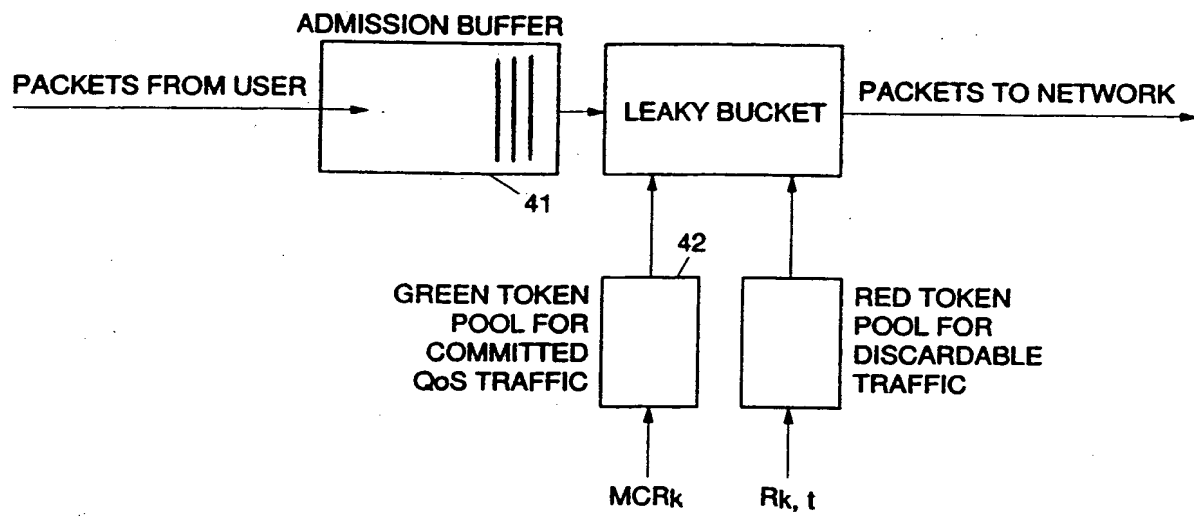 ADMISSION BUFFER
PACKETS FROM USER
LEAKY BUCKET
PACKETS TO NETWORK
41
42
GREEN TOKEN
POOL FOR
COMMITTED
QoS TRAFFIC
RED TOKEN
POOL FOR
DISCARDABLE
TRAFFIC
MCRk
Rk, t